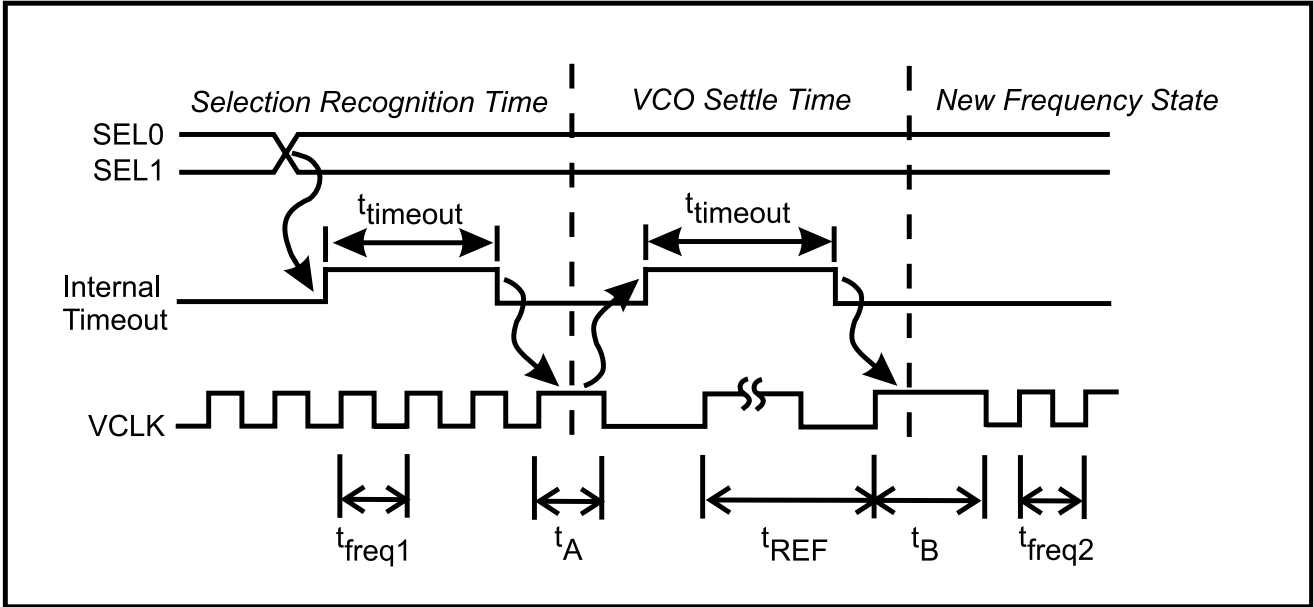 Selection Recognition Time
VCO Settle Time
New Frequency State
SEL0
SEL1
ttimeout
ttimeout
Internal
Timeout
VCLK
tfreq1
tA
tREF
tB
tfreq2